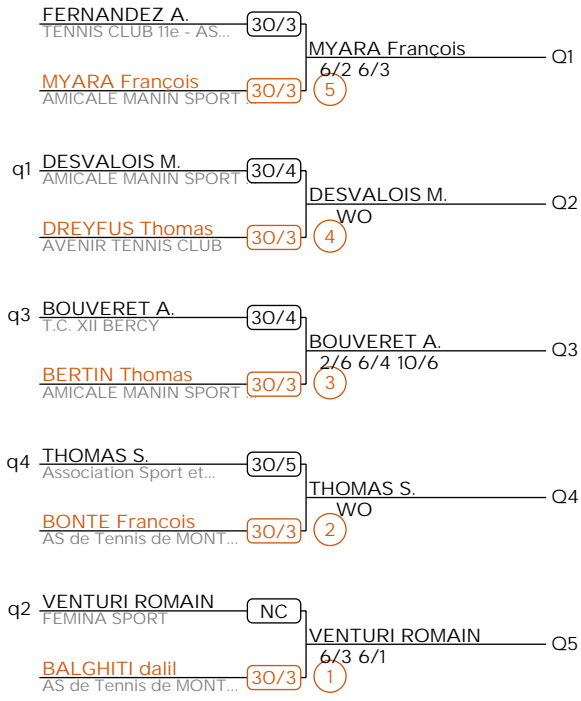 FERNANDEZ A.
30/3
TENNIS CLUB 11e - AS...
MYARA François
Q1
6/2 6/3
MYARA François
30/3
5
AMICALE MANIN SPORT ...
q1 DESVALOIS M.
30/4
AMICALE MANIN SPORT ...
DESVALOIS M.
Q2
WO
DREYFUS Thomas
30/3
4
AVENIR TENNIS CLUB
q3 BOUVERET A.
30/4
T.C. XII BERCY
BOUVERET A.
Q3
2/6 6/4 10/6
BERTIN Thomas
30/3
3
AMICALE MANIN SPORT ...
q4 THOMAS S.
30/5
Association Sport et...
THOMAS S.
Q4
WO
BONTE Francois
30/3
2
AS de Tennis de MONT...
q2 VENTURI ROMAIN
NC
FEMINA SPORT
VENTURI ROMAIN
Q5
6/3 6/1
BALGHITI dalil
30/3
1
AS de Tennis de MONT...